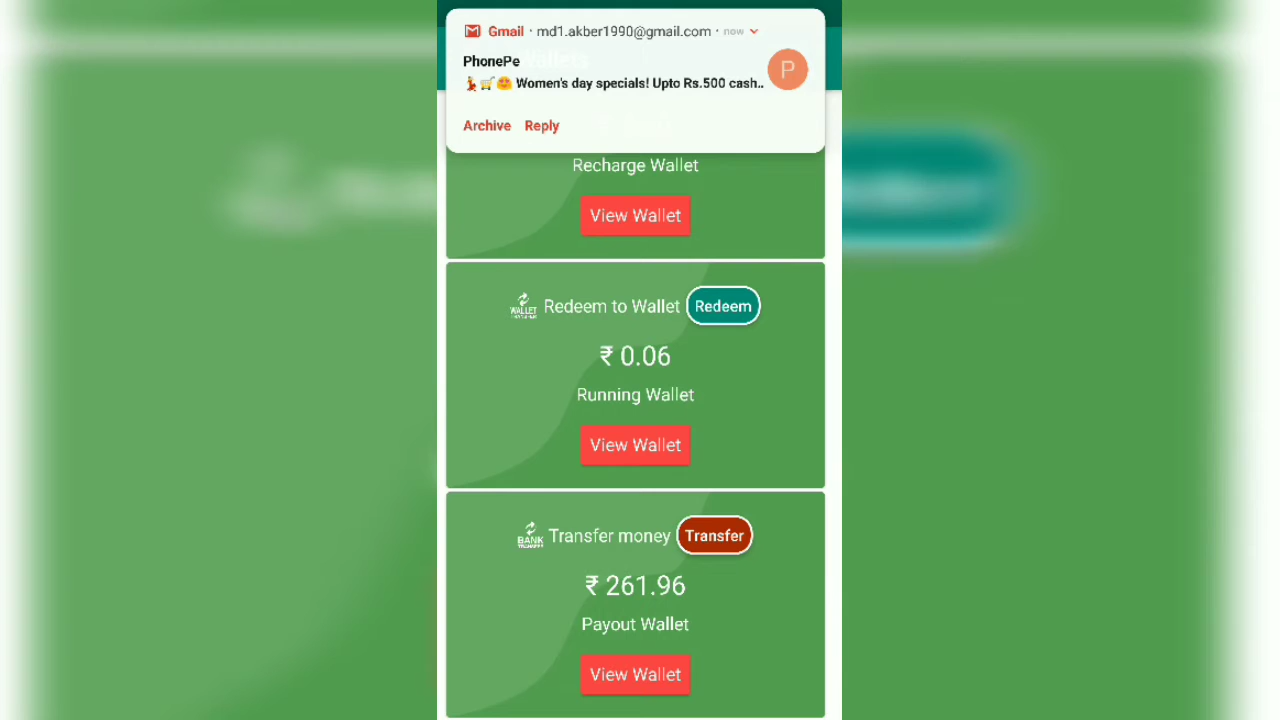 Gmail · md1.akber1990@gmail.com · now
Wallets
PhonePe
💃🛒🤩 Women's day specials! Upto Rs.500 cash..
Archive Reply
Recharge Wallet
View Wallet
WALLET Redeem to Wallet Redeem
₹ 0.06
Running Wallet
View Wallet
BANK Transfer money Transfer
TRANSFER
₹ 261.96
Payout Wallet
View Wallet